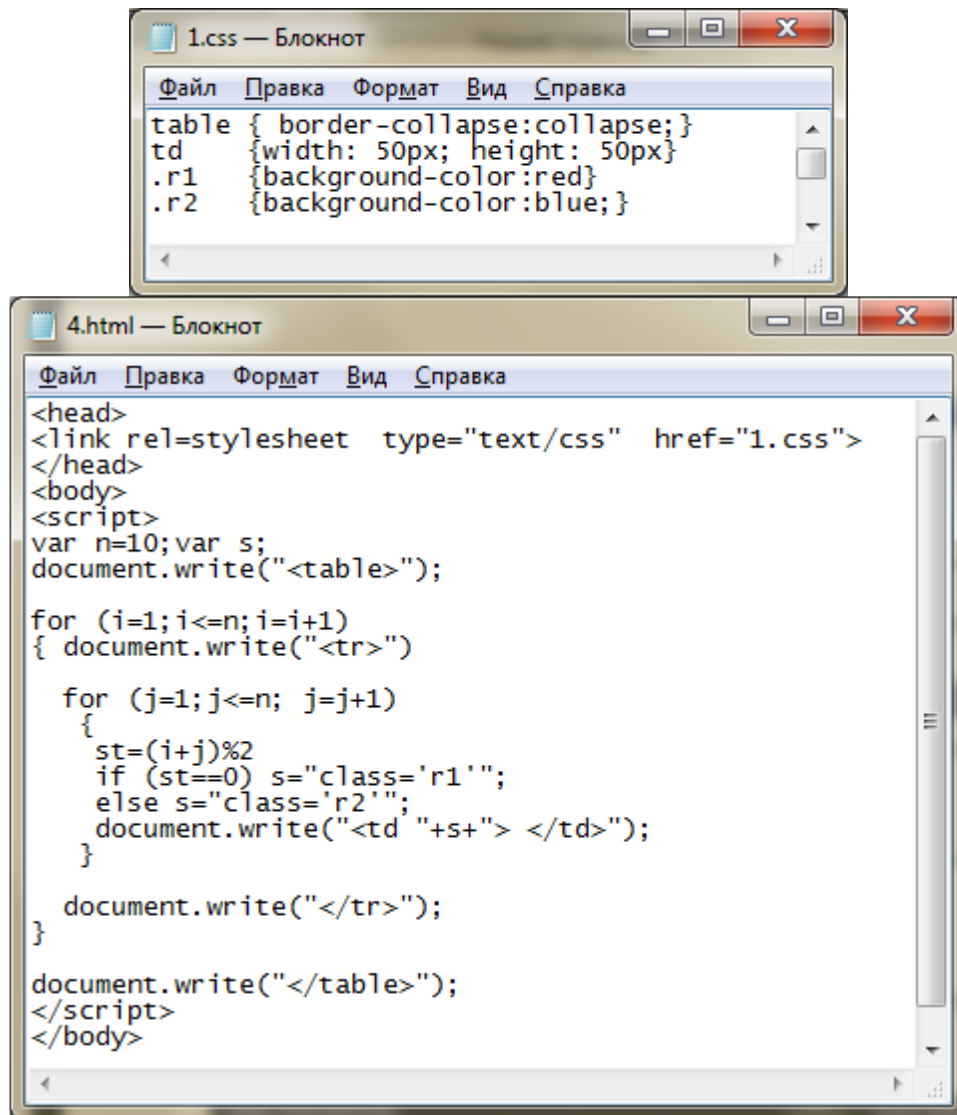 1.css — Блокнот
Файл Правка Формат Вид Справка
table { border-collapse:collapse;}
td {width: 50px; height: 50px}
.r1 {background-color:red}
.r2 {background-color:blue;}
4.html — Блокнот
Файл Правка Формат Вид Справка
<head>
<link rel=stylesheet type="text/css" href="1.css">
</head>
<body>
<script>
var n=10;var s;
document.write("<table>");
for (i=1;i<=n;i=i+1)
{ document.write("<tr>")
for (j=1;j<=n; j=j+1)
{
st=(i+j)%2
if (st==0) s="class='r1'";
else s="class='r2'";
document.write("<td "+s+"> </td>");
}
document.write("</tr>");
}
document.write("</table>");
</script>
</body>